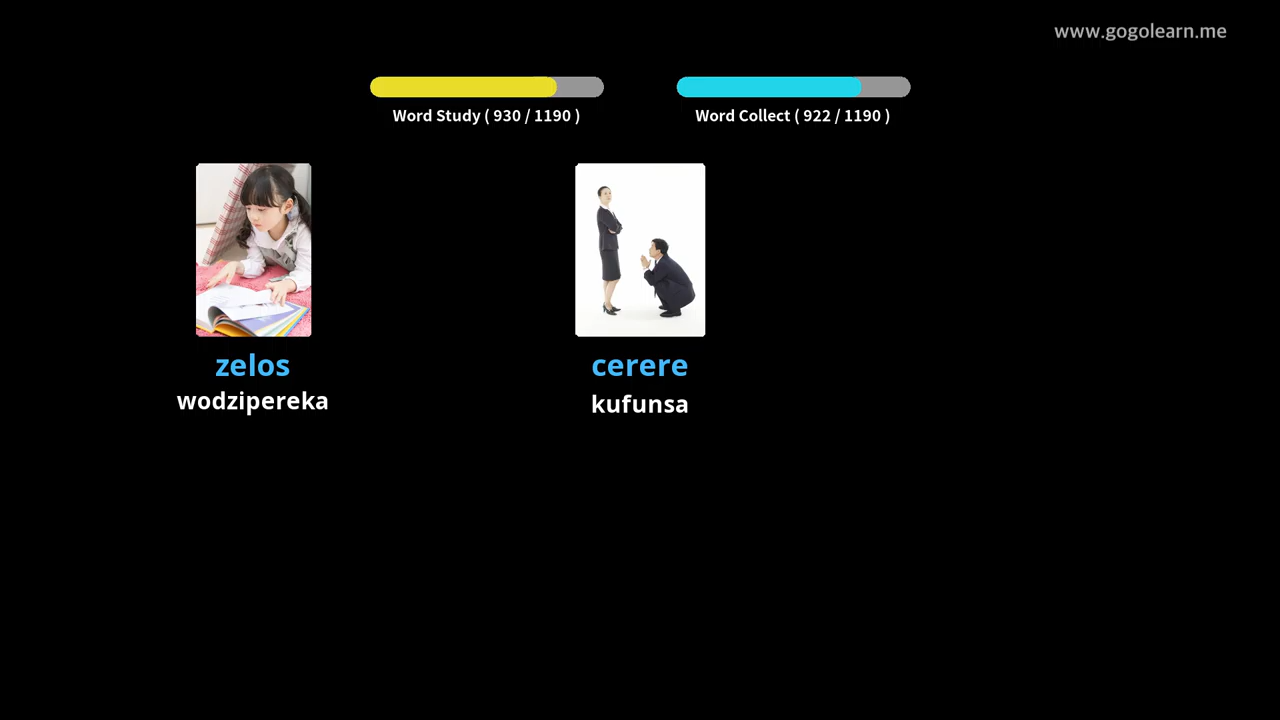 www.gogolearn.me
Word Study ( 930 / 1190 )
Word Collect ( 922 / 1190 )
zelos
wodzipereka
cerere
kufunsa